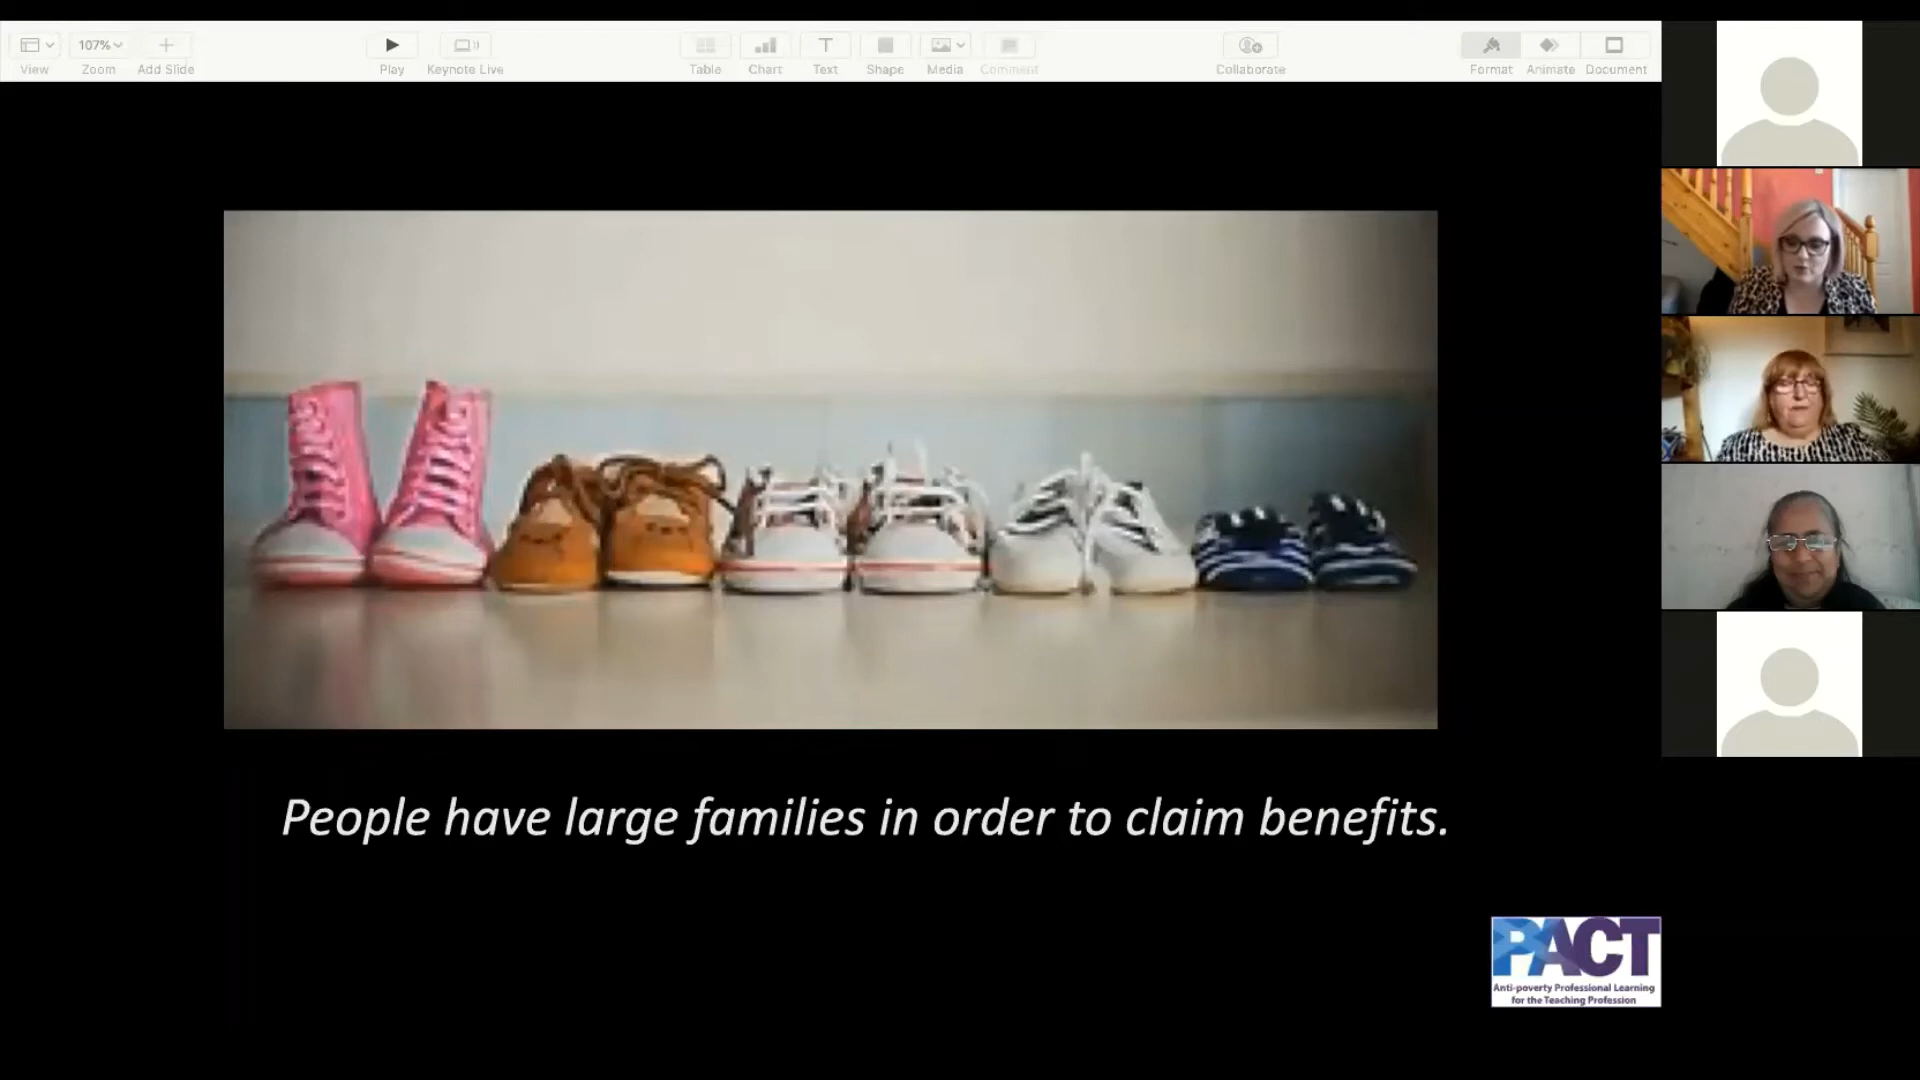 107%
View
Zoom
Add Slide
Play
Keynote Live
Table
Chart
Text
Shape
Media
Comment
Collaborate
Format
Animate
Document
People have large families in order to claim benefits.
PACT
Anti-poverty Professional Learning
for the Teaching Profession